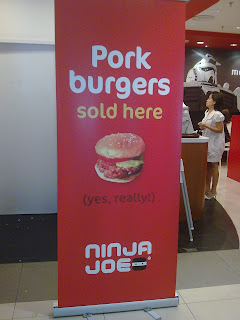 Pork
burgers
sold here
(yes, really!)
NINJA
JOE